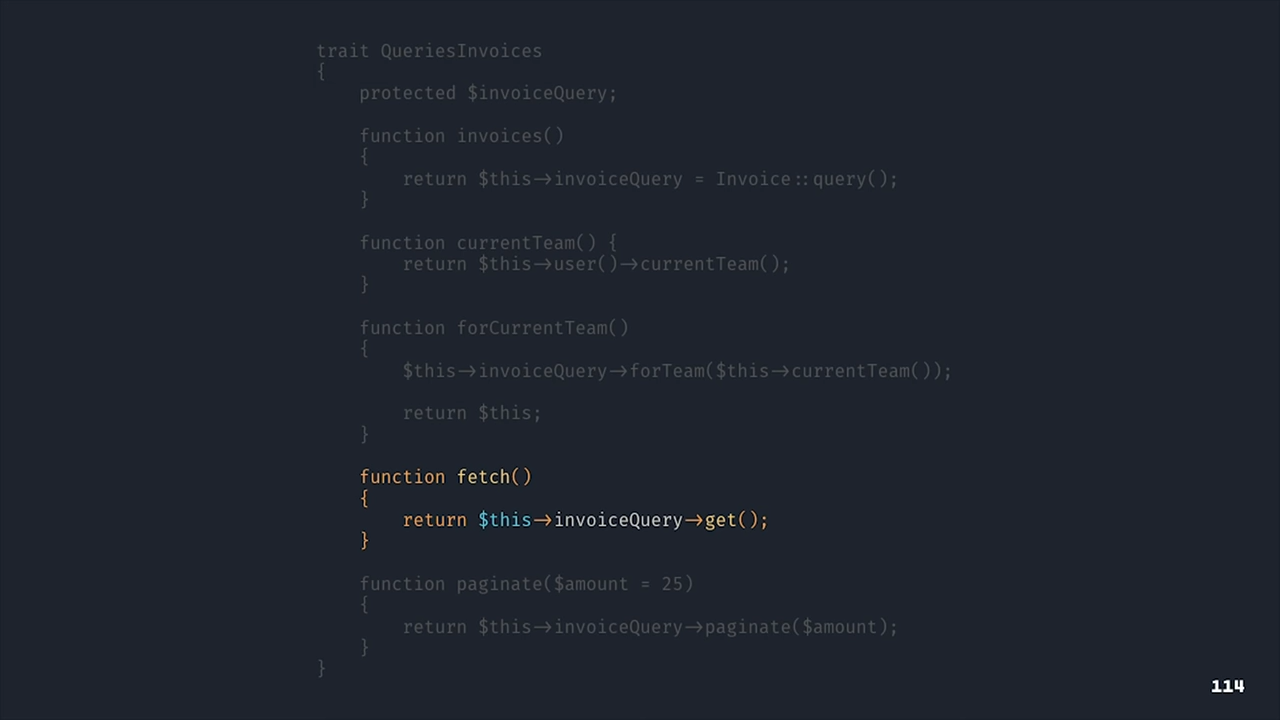 trait QueriesInvoices
{
    protected $invoiceQuery;

    function invoices()
    {
        return $this->invoiceQuery = Invoice::query();
    }

    function currentTeam() {
        return $this->user()->currentTeam();
    }

    function forCurrentTeam()
    {
        $this->invoiceQuery->forTeam($this->currentTeam());

        return $this;
    }

    function fetch()
    {
        return $this->invoiceQuery->get();
    }

    function paginate($amount = 25)
    {
        return $this->invoiceQuery->paginate($amount);
    }
}
114